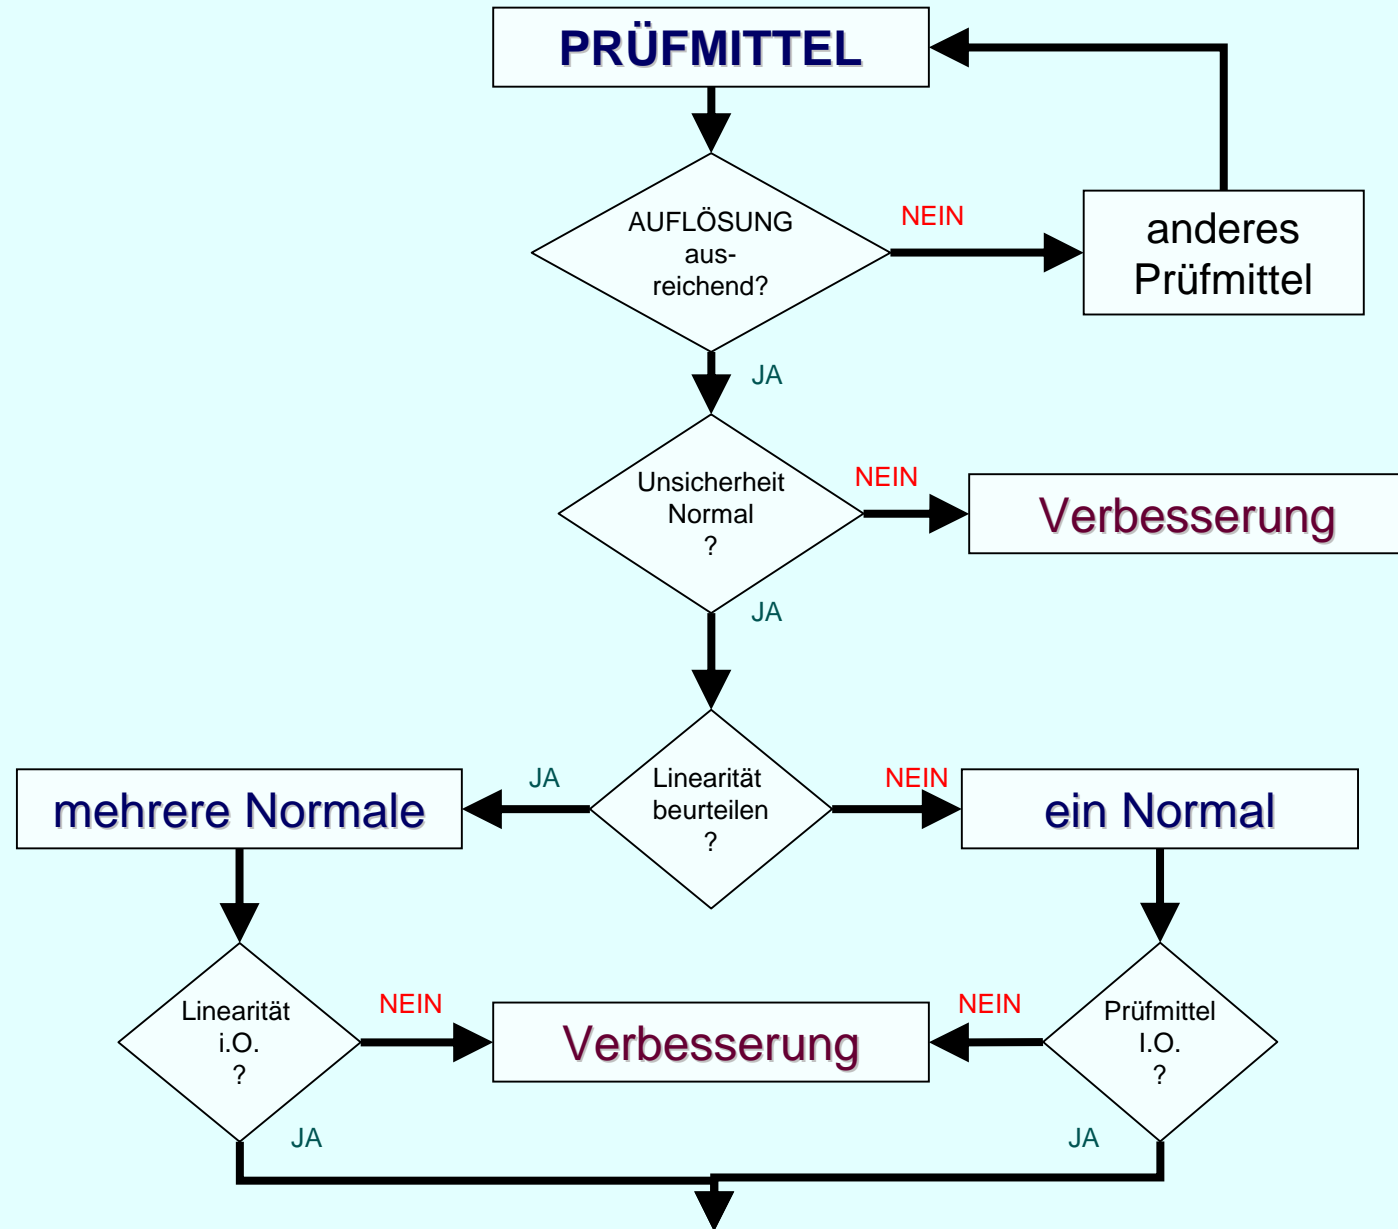 PRÜFMITTEL
AUFLÖSUNG
aus-
reichend?
NEIN
anderes
Prüfmittel
JA
Unsicherheit
Normal
?
NEIN
Verbesserung
JA
mehrere Normale
JA
Linearität
beurteilen
?
NEIN
ein Normal
Linearität
i.O.
?
NEIN
Verbesserung
NEIN
Prüfmittel
I.O.
?
JA
JA